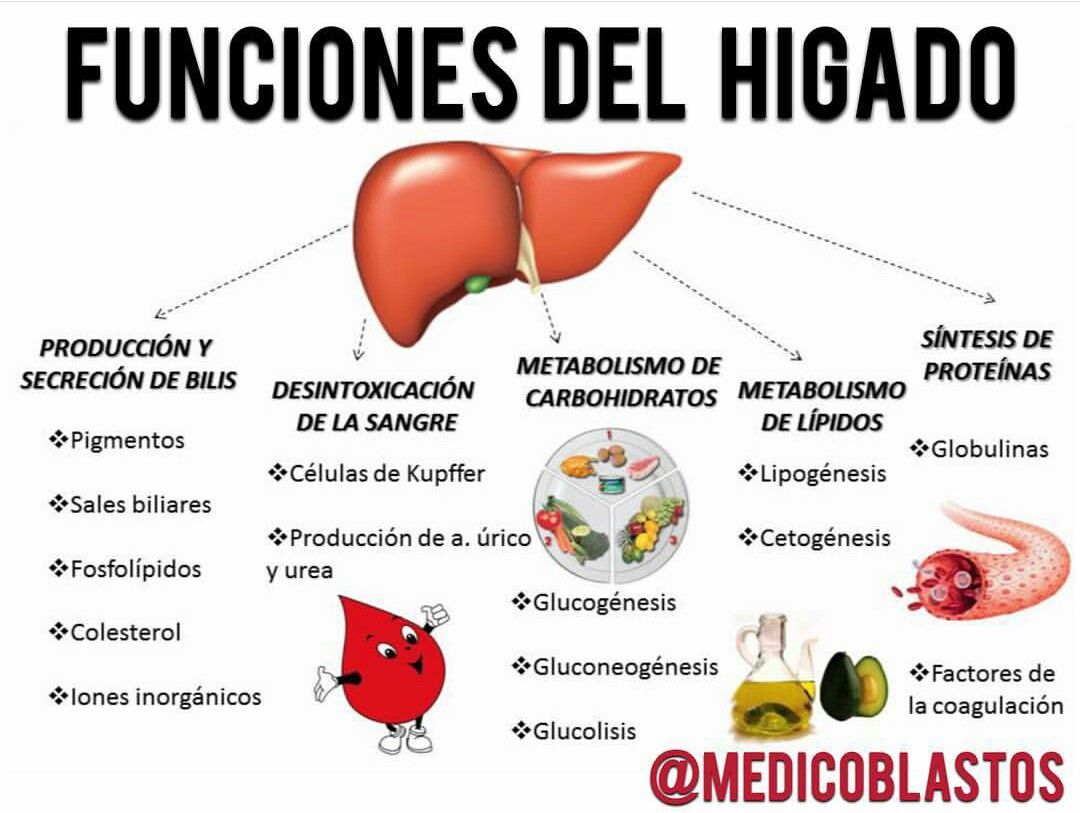 FUNCIONES DEL HIGADO
PRODUCCIÓN Y
SECRECIÓN DE BILIS
❖Pigmentos
❖Sales biliares
❖Fosfolípidos
❖Colesterol
❖Iones inorgánicos
DESINTOXICACIÓN
DE LA SANGRE
❖Células de Kupffer
❖Producción de a. úrico
y urea
METABOLISMO DE
CARBOHIDRATOS
1
2
3
❖Glucogénesis
❖Gluconeogénesis
❖Glucolisis
METABOLISMO
DE LÍPIDOS
❖Lipogénesis
❖Cetogénesis
SÍNTESIS DE
PROTEÍNAS
❖Globulinas
❖Factores de
la coagulación
@MEDICOBLASTOS